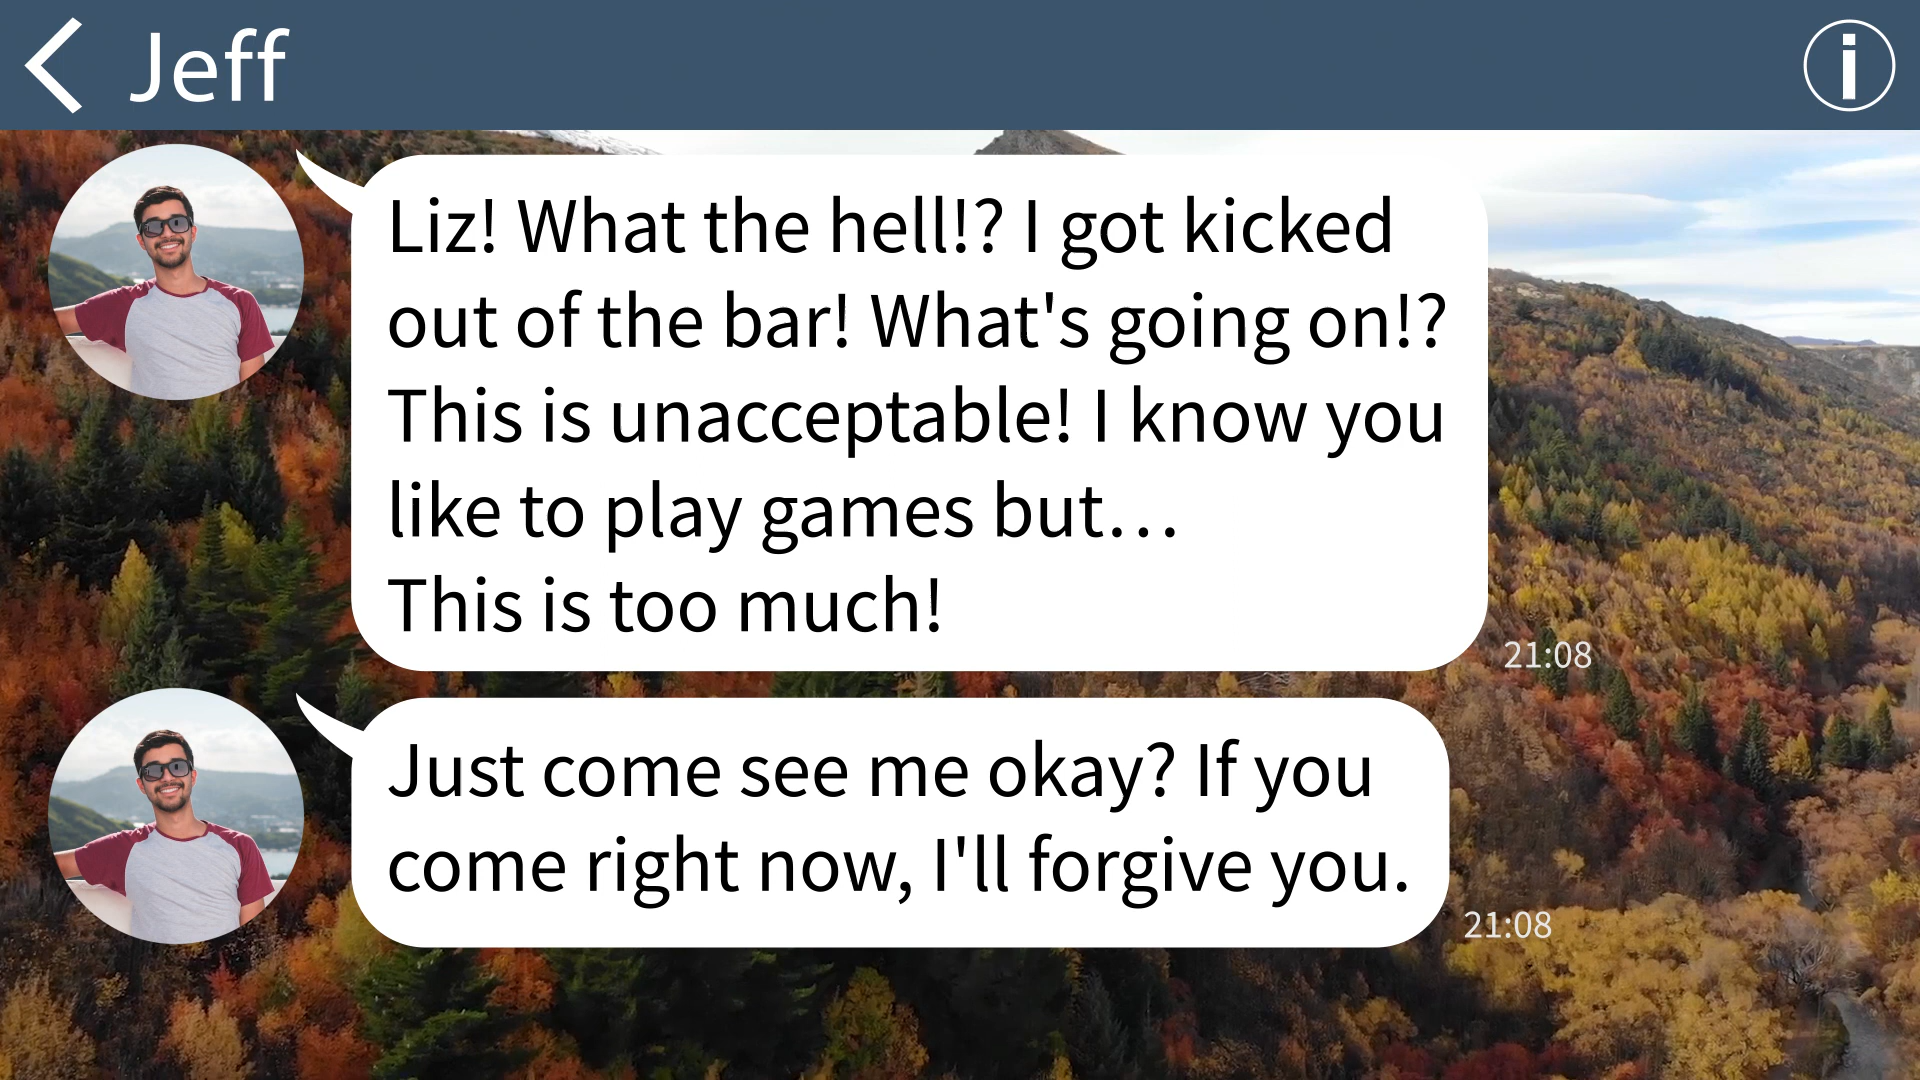 Jeff
Liz! What the hell!? I got kicked
out of the bar! What's going on!?
This is unacceptable! I know you
like to play games but…
This is too much!
21:08
Just come see me okay? If you
come right now, I'll forgive you.
21:08